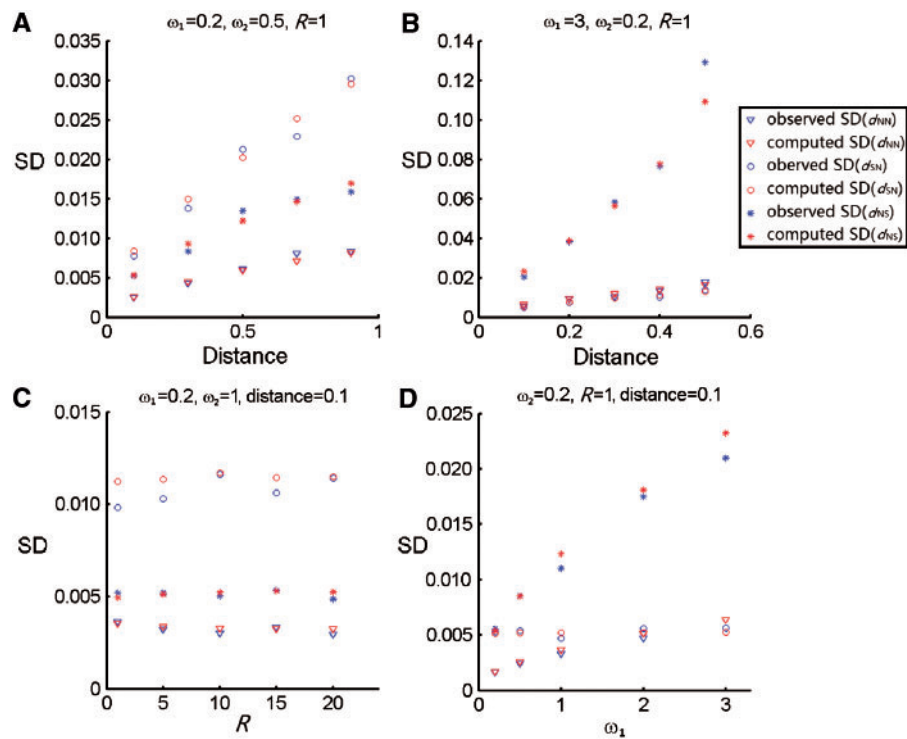 A
ω1=0.2, ω2=0.5, R=1
0.035
0.030
0.025
0.020
SD
0.015
0.010
0.005
0
0
0.5
1
Distance
B
ω1=3, ω2=0.2, R=1
0.14
0.12
0.10
0.08
SD
0.06
0.04
0.02
0
0
0.2
0.4
0.6
Distance
observed SD(dNN)
computed SD(dNN)
obered SD(dSN)
computed SD(dSN)
observed SD(dNS)
computed SD(dNS)
C
ω1=0.2, ω2=1, distance=0.1
0.015
0.010
SD
0.005
0
0
5
10
15
20
R
D
ω2=0.2, R=1, distance=0.1
0.025
0.020
0.015
SD
0.010
0.005
0
0
1
2
3
ω1